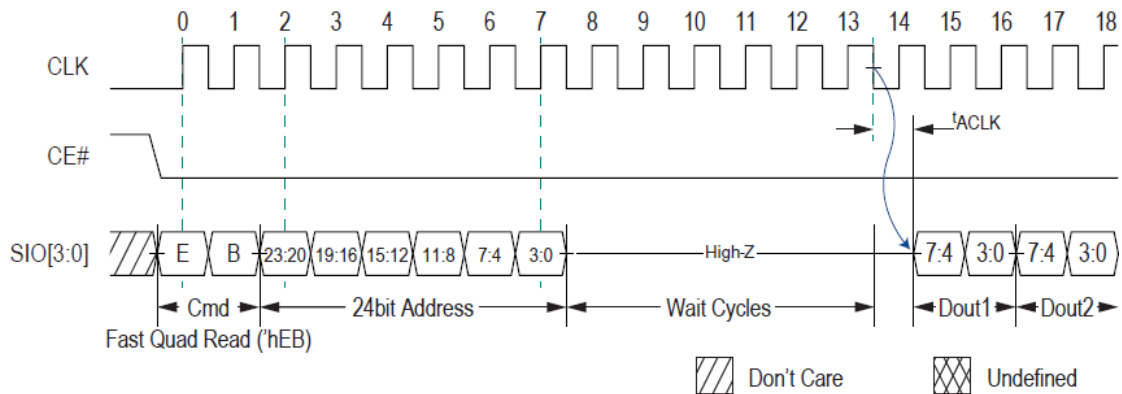 0 1 2 3 4 5 6 7 8 9 10 11 12 13 14 15 16 17 18
CLK
tACLK
CE#
SIO[3:0] E B 23:20 19:16 15:12 11:8 7:4 3:0 High-Z 7:4 3:0 7:4 3:0
Cmd 24bit Address Wait Cycles Dout1 Dout2
Fast Quad Read ('hEB)
Don't Care Undefined